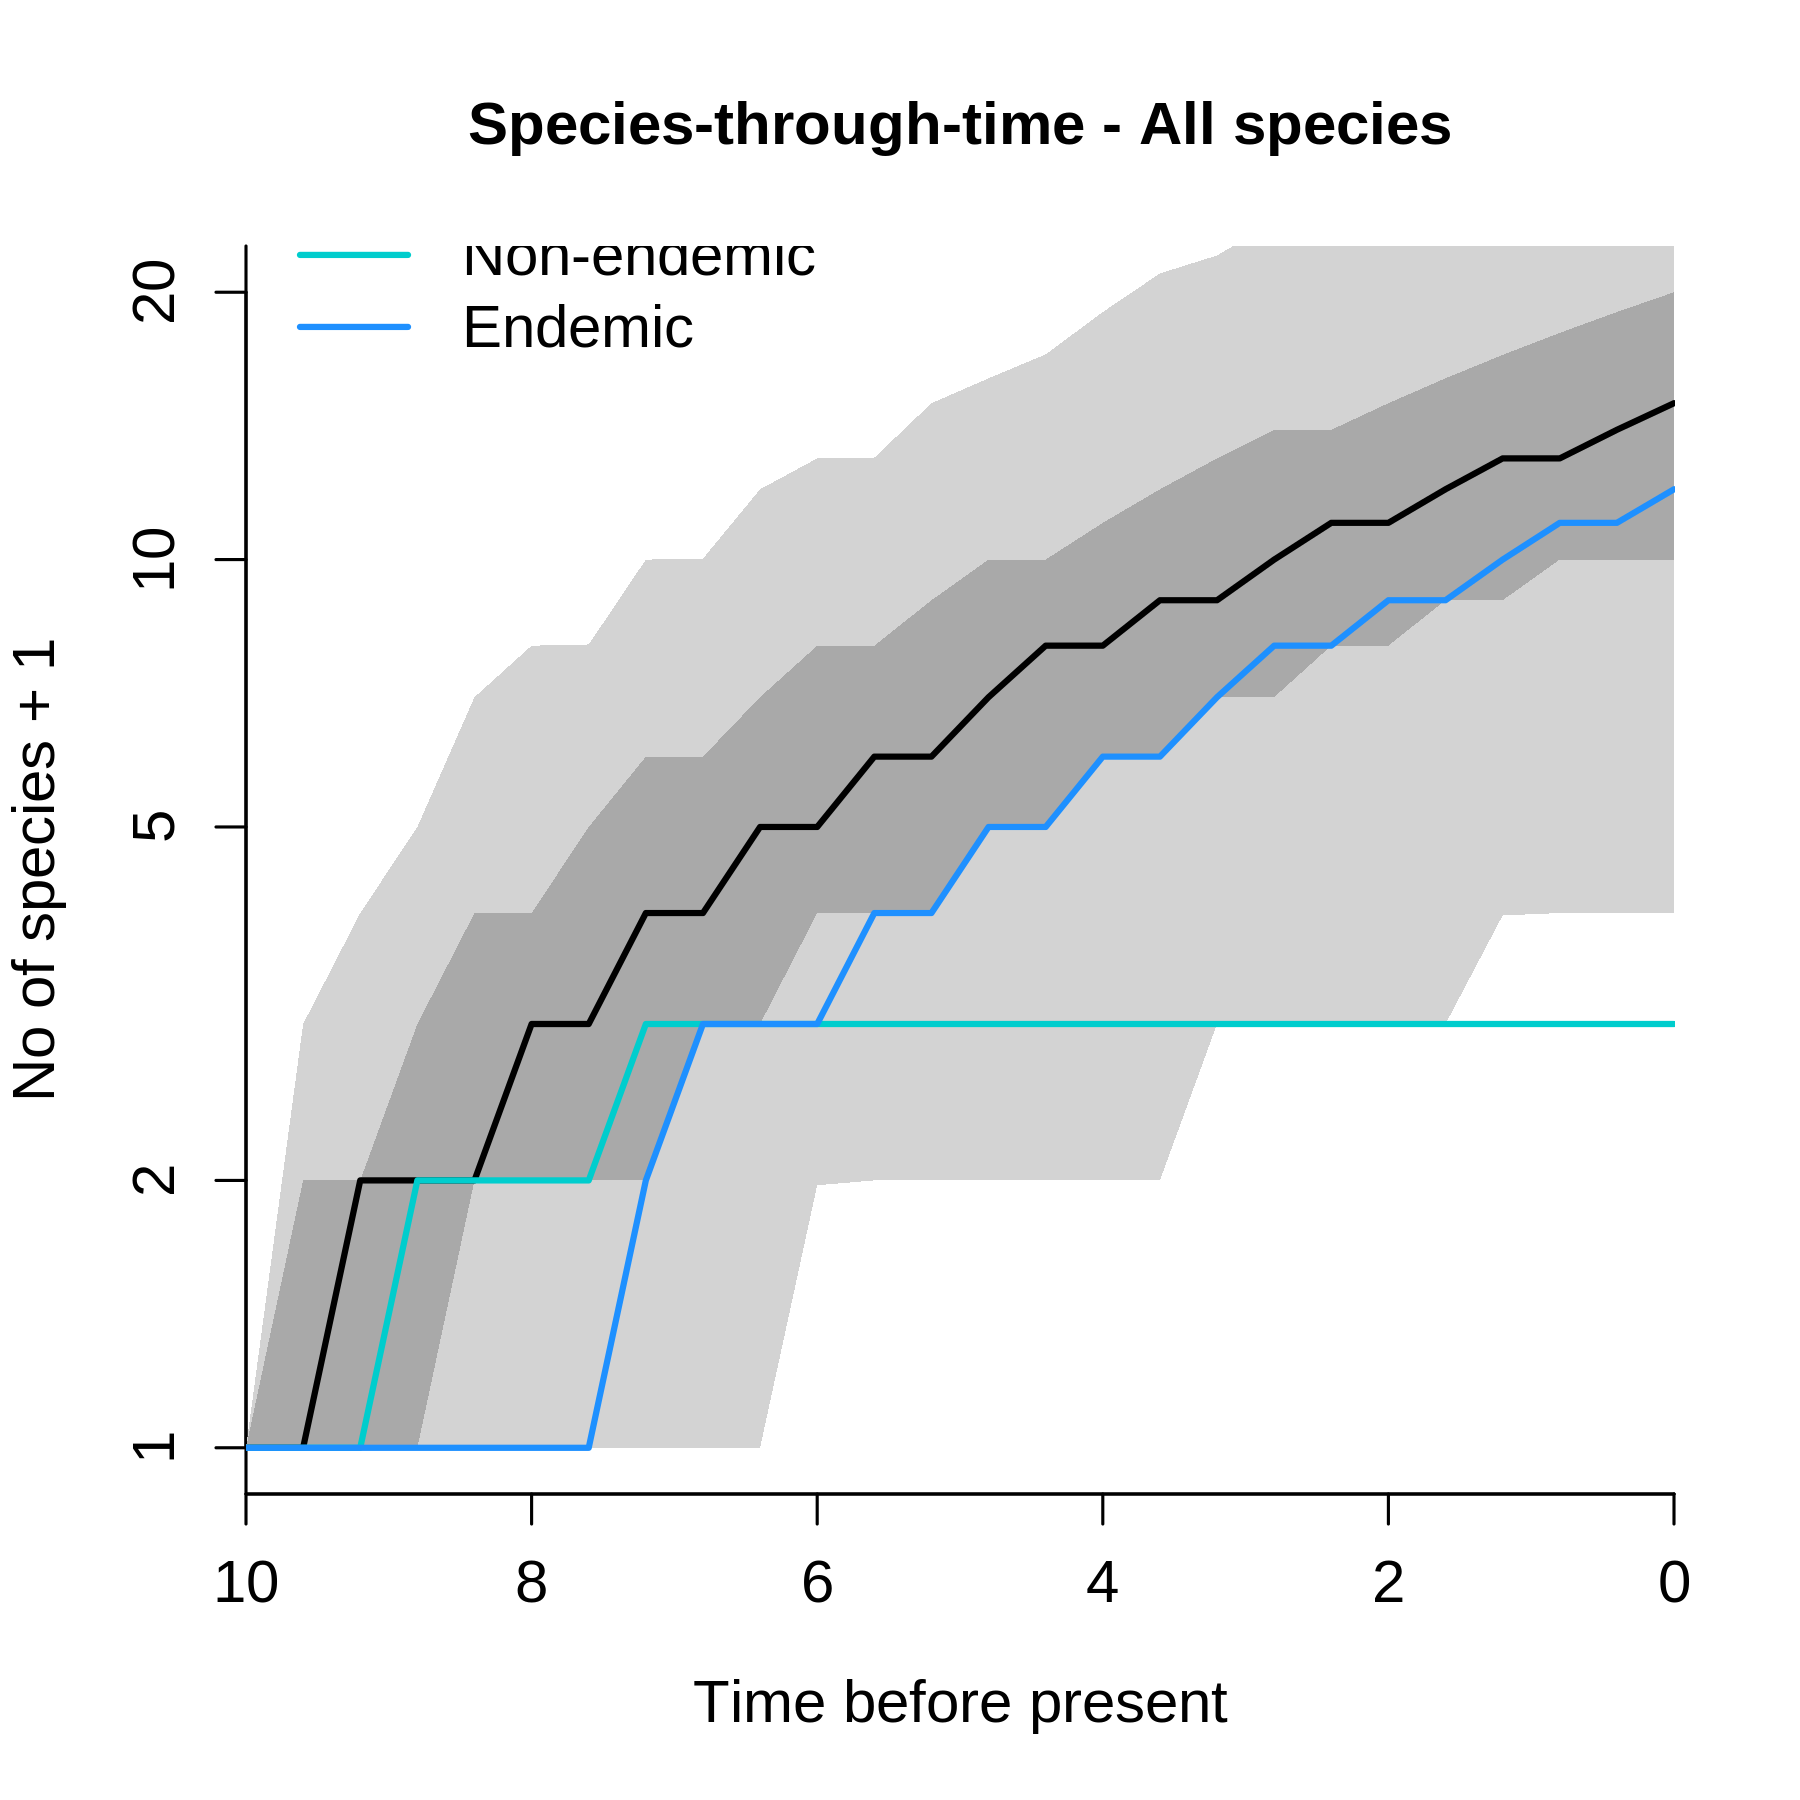 Species-through-time - All species
Non-endemic
Endemic
20
10
5
2
1
No of species + 1
10 8 6 4 2 0
Time before present